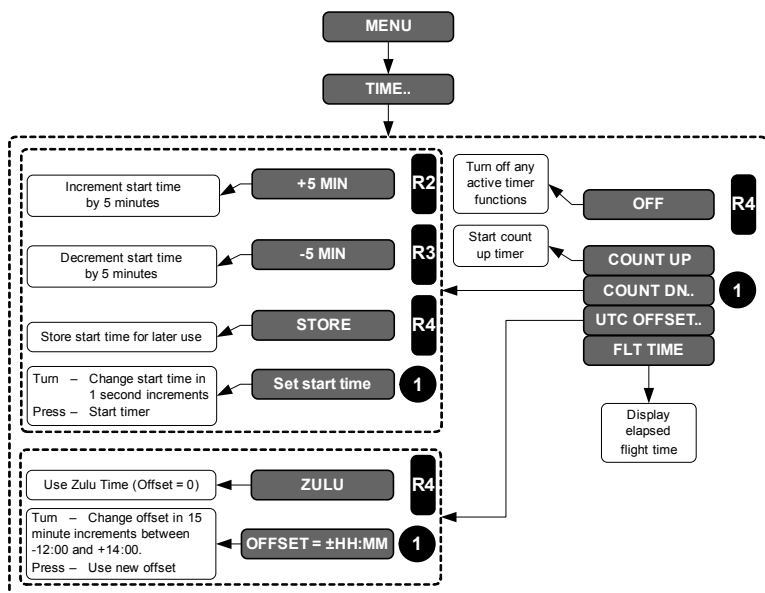 MENU
TIME..
Increment start time
by 5 minutes
+5 MIN
R2
Decrement start time
by 5 minutes
-5 MIN
R3
Store start time for later use
STORE
R4
Turn – Change start time in
1 second increments
Press – Start timer
Set start time
1
Turn off any
active timer
functions
OFF
R4
Start count
up timer
COUNT UP
COUNT DN..
1
UTC OFFSET..
FLT TIME
Display
elapsed
flight time
Use Zulu Time (Offset = 0)
ZULU
R4
Turn – Change offset in 15
minute increments between
-12:00 and +14:00.
Press – Use new offset
OFFSET = ±HH:MM
1